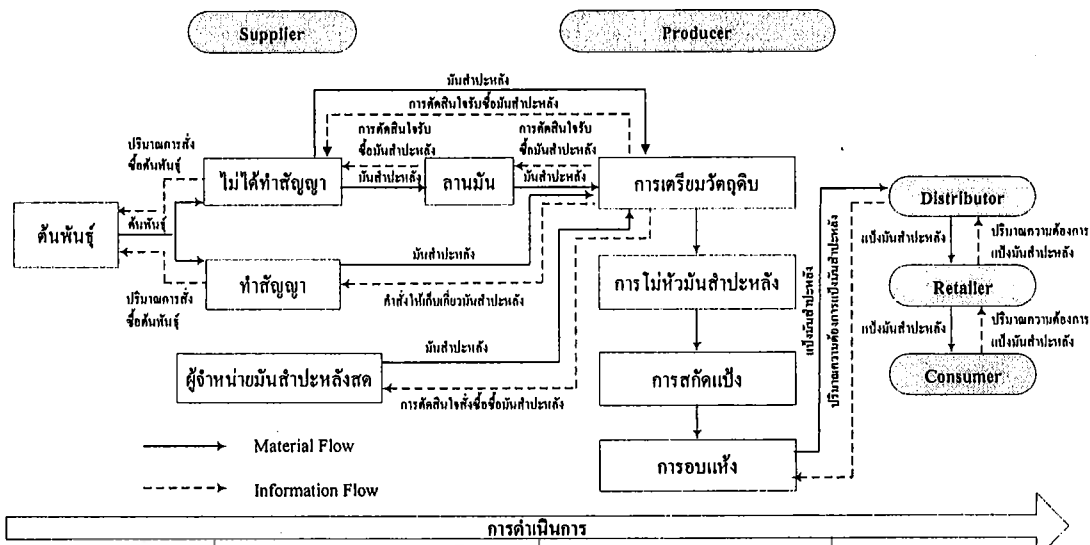 Supplier
Producer
มันสำปะหลัง
การตัดสินใจรับซื้อมันสำปะหลัง
การตัดสินใจรับ
ซื้อมันสำปะหลัง
การตัดสินใจรับ
ซื้อมันสำปะหลัง
ปริมาณการสั่ง
ซื้อต้นพันธุ์
ไม่ได้ทำสัญญา
มันสำปะหลัง
ลานมัน
มันสำปะหลัง
การเตรียมวัตถุดิบ
ต้นพันธุ์
ต้นพันธุ์
Distributor
แป้งมันสำปะหลัง
ปริมาณความต้องการ
แป้งมันสำปะหลัง
มันสำปะหลัง
ทำสัญญา
การโม่หัวมันสำปะหลัง
Retailer
ปริมาณการสั่ง
ซื้อต้นพันธุ์
คำสั่งให้เก็บเกี่ยวมันสำปะหลัง
แป้งมันสำปะหลัง
ปริมาณความต้องการแป้งมันสำปะหลัง
แป้งมันสำปะหลัง
ปริมาณความต้องการ
แป้งมันสำปะหลัง
มันสำปะหลัง
ผู้จำหน่ายมันสำปะหลังสด
การสกัดแป้ง
Consumer
การตัดสินใจสั่งซื้อซื้อมันสำปะหลัง
Material Flow
การอบแห้ง
Information Flow
การดำเนินการ